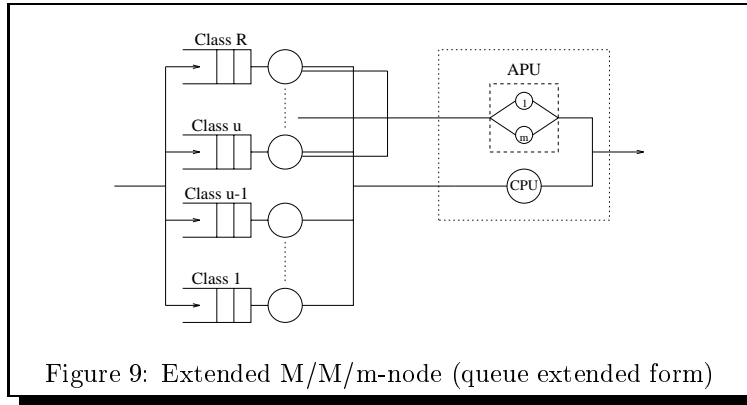 Class R
APU
1
Class u
m
CPU
Class u-1
Class 1
Figure 9: Extended M/M/m-node (queue extended form)